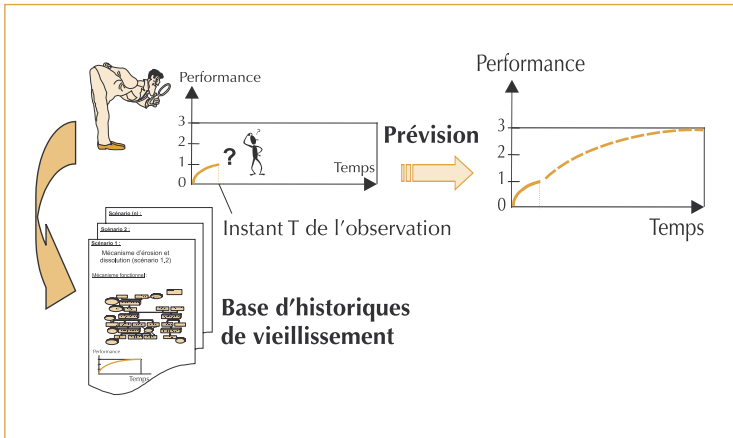 Performance
3
2
1
0
?
?
Temps
Instant T de l'observation
Prévision
Performance
3
2
1
0
Temps
Scénario (n) :
Scénario 2 :
Scénario 1 :
Mécanisme d'érosion et
dissolution (scénario 1,2)
Mécanisme fonctionnel:
Performance
Temps
Base d'historiques
de vieillissement